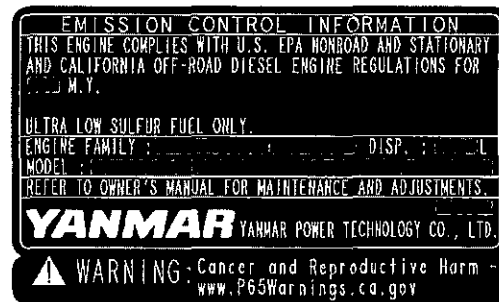 EMISSION CONTROL INFORMATION
THIS ENGINE COMPLIES WITH U.S. EPA NONROAD AND STATIONARY
AND CALIFORNIA OFF-ROAD DIESEL ENGINE REGULATIONS FOR
M.Y.
ULTRA LOW SULFUR FUEL ONLY.
ENGINE FAMILY : DISP. : L
MODEL :
REFER TO OWNER'S MANUAL FOR MAINTENANCE AND ADJUSTMENTS.
YANMAR YANMAR POWER TECHNOLOGY CO., LTD.
WARNING: Cancer and Reproductive Harm -
www.P65Warnings.ca.gov